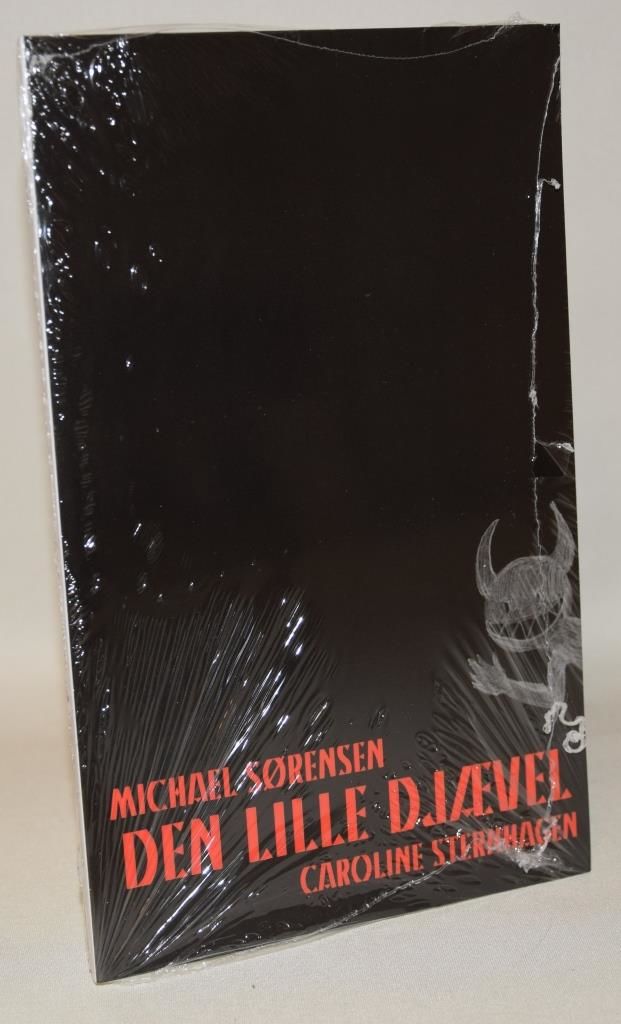 MICHAEL SØRENSEN
DEN LILLE DJÆVEL
CAROLINE STERNHAGEN